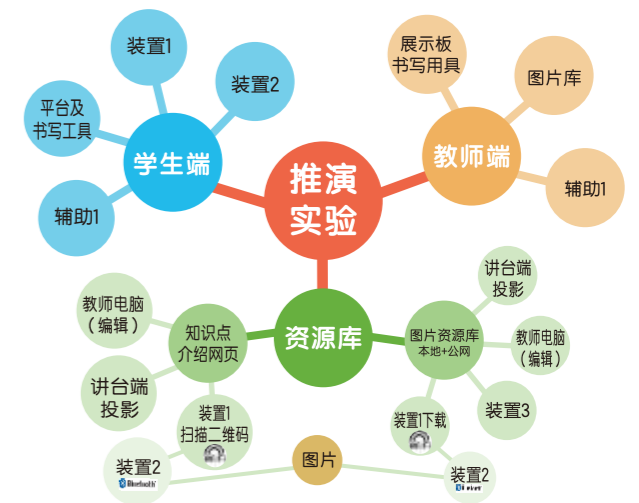 装置1
装置2
平台及
书写工具
学生端
辅助1
展示板
书写用具
图片库
教师端
辅助1
推演
实验
讲台端
投影
教师电脑
（编辑）
知识点
介绍网页
资源库
图片资源库
本地+公网
教师电脑
（编辑）
讲台端
投影
装置1
扫描二维码
装置1下载
装置3
装置2
Bluetooth
图片
装置2